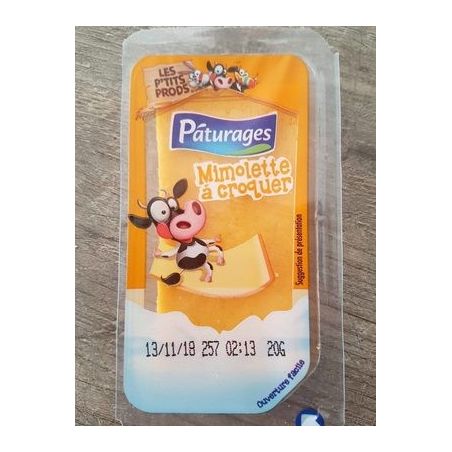 LES
P'TITS
PRODS
Pâturages
Mimolette
à croquer
Suggestion de présentation
13/11/18 257 02:13 20G
Ouverture facile